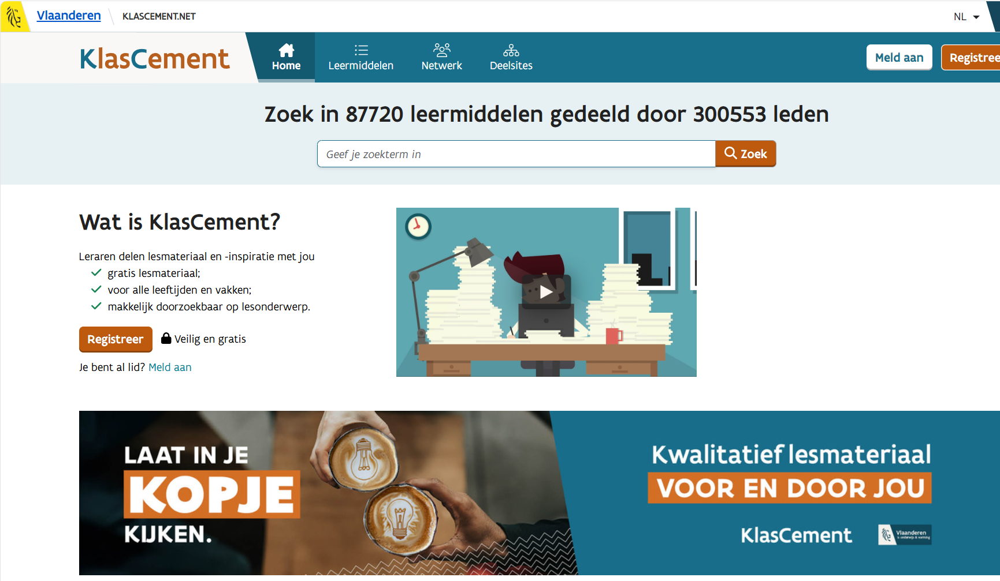 Vlaanderen
KLASCEMENT.NET
NL
KlasCement
Home
Leermiddelen
Netwerk
Deelsites
Meld aan
Registree
Zoek in 87720 leermiddelen gedeeld door 300553 leden
Geef je zoekterm in
Zoek
Wat is KlasCement?
Leraren delen lesmateriaal en -inspiratie met jou
gratis lesmateriaal;
voor alle leeftijden en vakken;
makkelijk doorzoekbaar op lesonderwerp.
Registreer
Veilig en gratis
Je bent al lid? Meld aan
LAAT IN JE
KOPJE
KIJKEN.
Kwalitatief lesmateriaal
VOOR EN DOOR JOU
KlasCement
Vlaanderen
is onderwijs & vorming